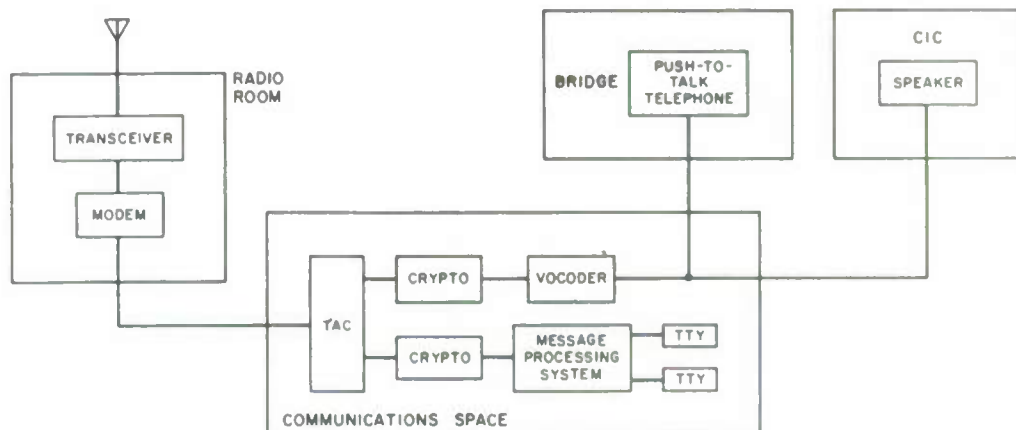 RADIO
ROOM
TRANSCEIVER
MODEM
BRIDGE
PUSH-TO-
TALK
TELEPHONE
CIC
SPEAKER
TAC
CRYPTO
VOCODER
CRYPTO
MESSAGE
PROCESSING
SYSTEM
TTY
TTY
COMMUNICATIONS SPACE